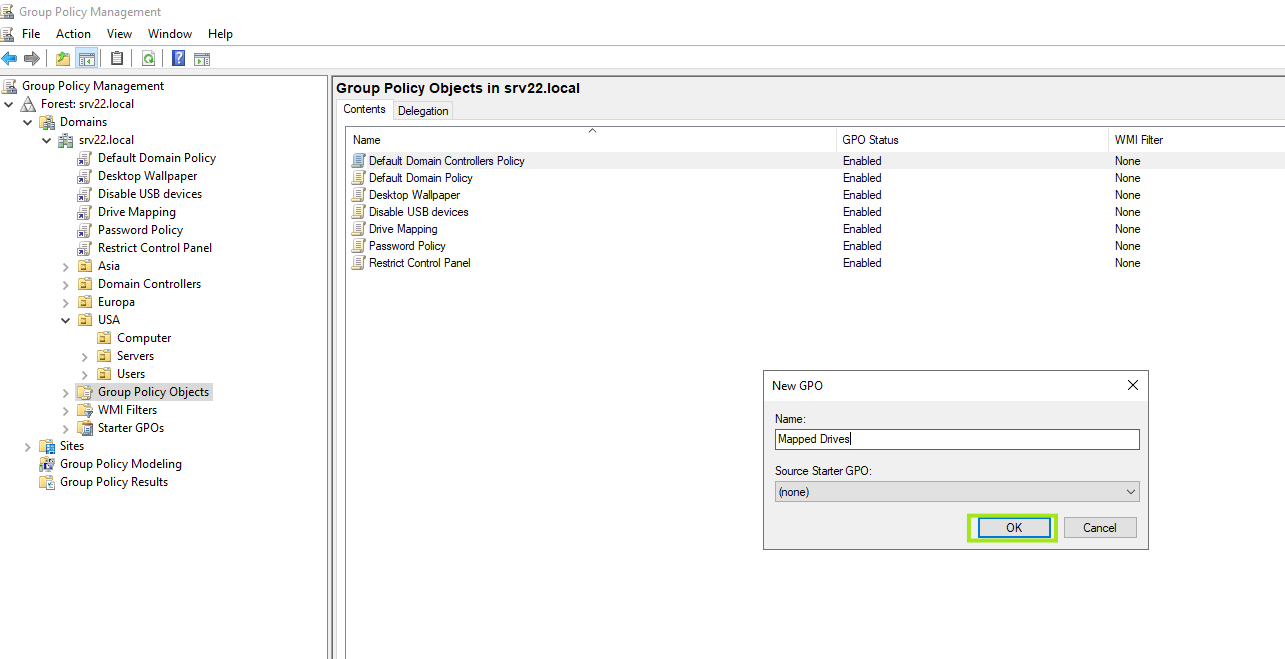 Group Policy Management
File Action View Window Help
Group Policy Management
Forest: srv22.local
Domains
srv22.local
Default Domain Policy
Desktop Wallpaper
Disable USB devices
Drive Mapping
Password Policy
Restrict Control Panel
Asia
Domain Controllers
Europa
USA
Computer
Servers
Users
Group Policy Objects
WMI Filters
Starter GPOs
Sites
Group Policy Modeling
Group Policy Results
Group Policy Objects in srv22.local
Contents Delegation
Name GPO Status WMI Filter
Default Domain Controllers Policy Enabled None
Default Domain Policy Enabled None
Desktop Wallpaper Enabled None
Disable USB devices Enabled None
Drive Mapping Enabled None
Password Policy Enabled None
Restrict Control Panel Enabled None
New GPO
Name:
Mapped Drives
Source Starter GPO:
(none)
OK Cancel